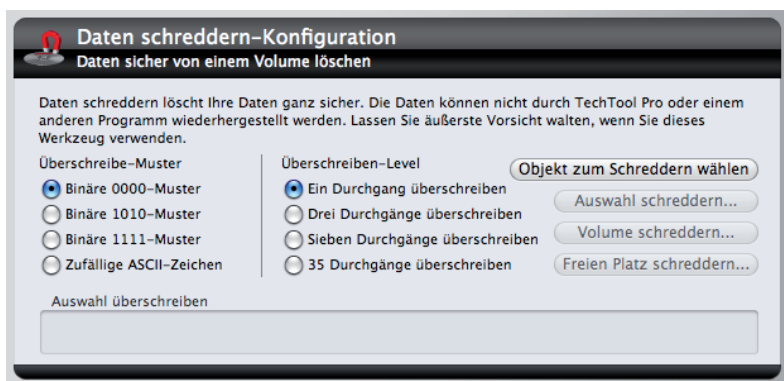 Daten schreddern-Konfiguration
Daten sicher von einem Volume löschen
Daten schreddern löscht Ihre Daten ganz sicher. Die Daten können nicht durch TechTool Pro oder einem
anderen Programm wiederhergestellt werden. Lassen Sie äußerste Vorsicht walten, wenn Sie dieses
Werkzeug verwenden.
Überschreibe-Muster
Binäre 0000-Muster
Binäre 1010-Muster
Binäre 1111-Muster
Zufällige ASCII-Zeichen
Überschreiben-Level
Ein Durchgang überschreiben
Drei Durchgänge überschreiben
Sieben Durchgänge überschreiben
35 Durchgänge überschreiben
Objekt zum Schreddern wählen
Auswahl schreddern...
Volume schreddern...
Freien Platz schreddern...
Auswahl überschreiben